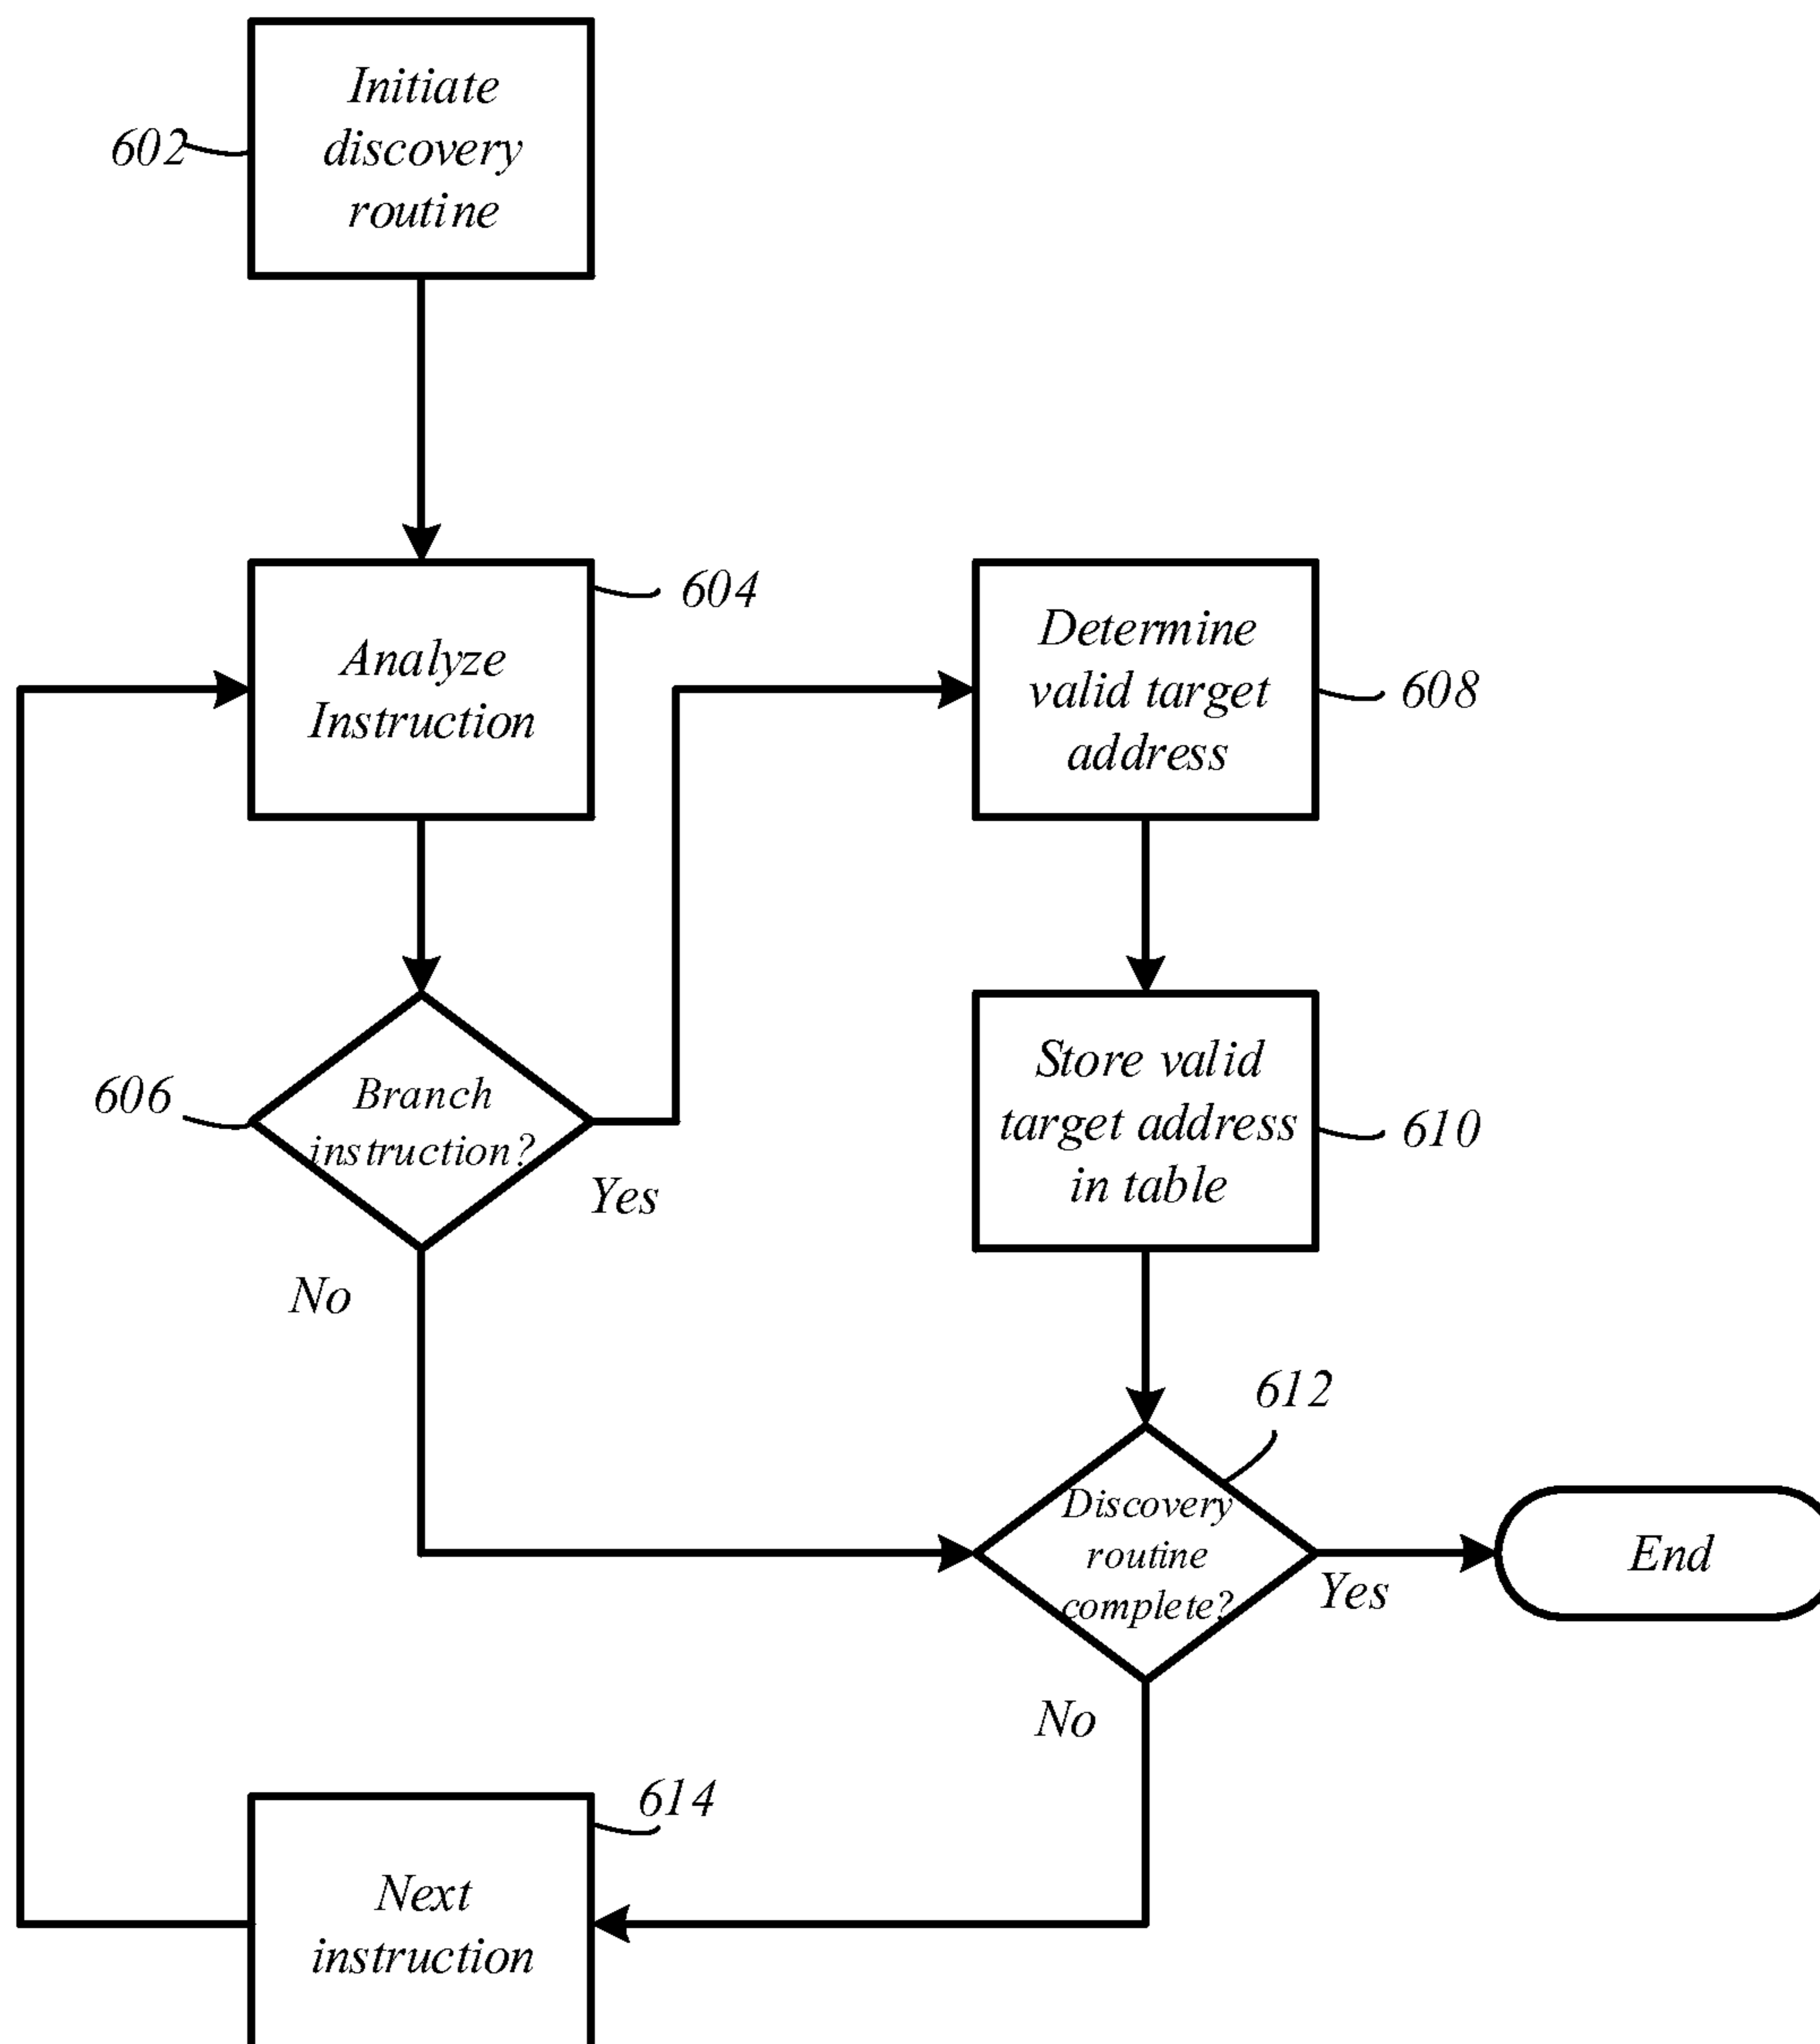 Initiate
discovery
routine
602
Analyze
Instruction
604
Branch
instruction?
606
Yes
No
Determine
valid target
address
608
Store valid
target address
in table
610
Discovery
routine
complete?
612
Yes
No
End
Next
instruction
614